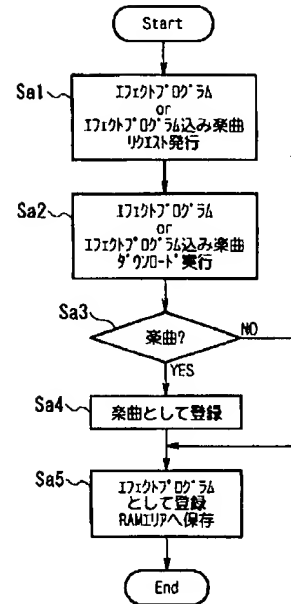 Start
Sa1
エフェクトプログラム
or
エフェクトプログラム込み楽曲
リクエスト発行
Sa2
エフェクトプログラム
or
エフェクトプログラム込み楽曲
ダウンロード実行
Sa3
楽曲?
NO
YES
Sa4
楽曲として登録
Sa5
エフェクトプログラム
として登録
RAMエリアへ保存
End